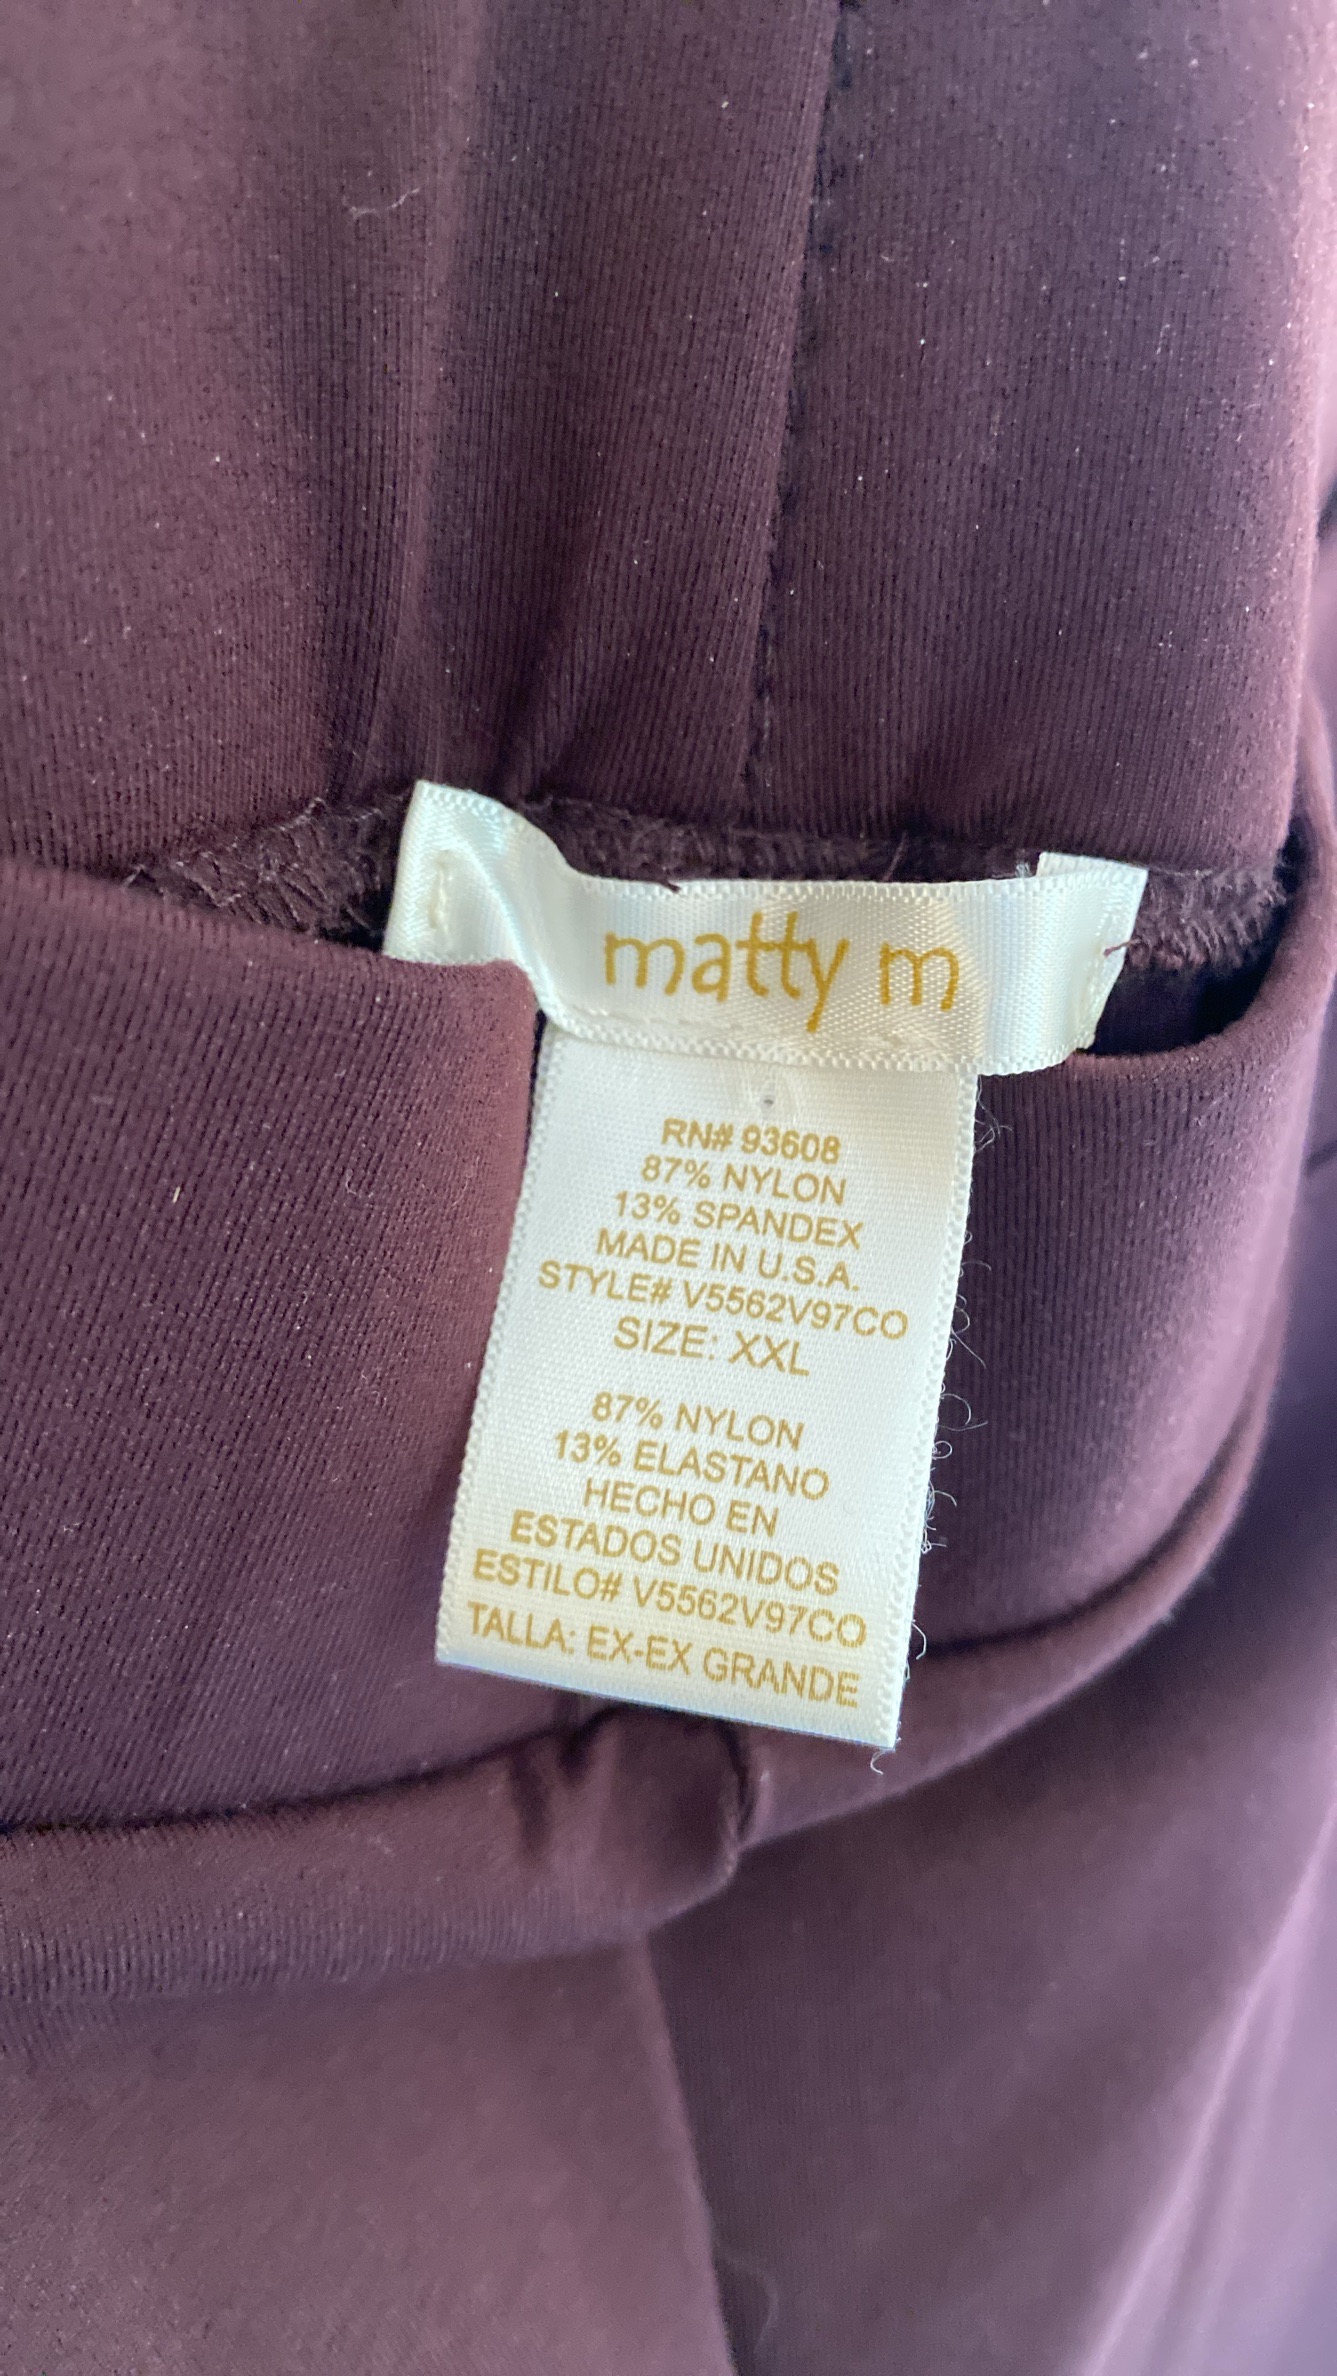 matty m
RN# 93608
87% NYLON
13% SPANDEX
MADE IN U.S.A.
STYLE# V5562V97CO
SIZE: XXL
87% NYLON
13% ELASTANO
HECHO EN
ESTADOS UNIDOS
ESTILO# V5562V97CO
TALLA: EX-EX GRANDE